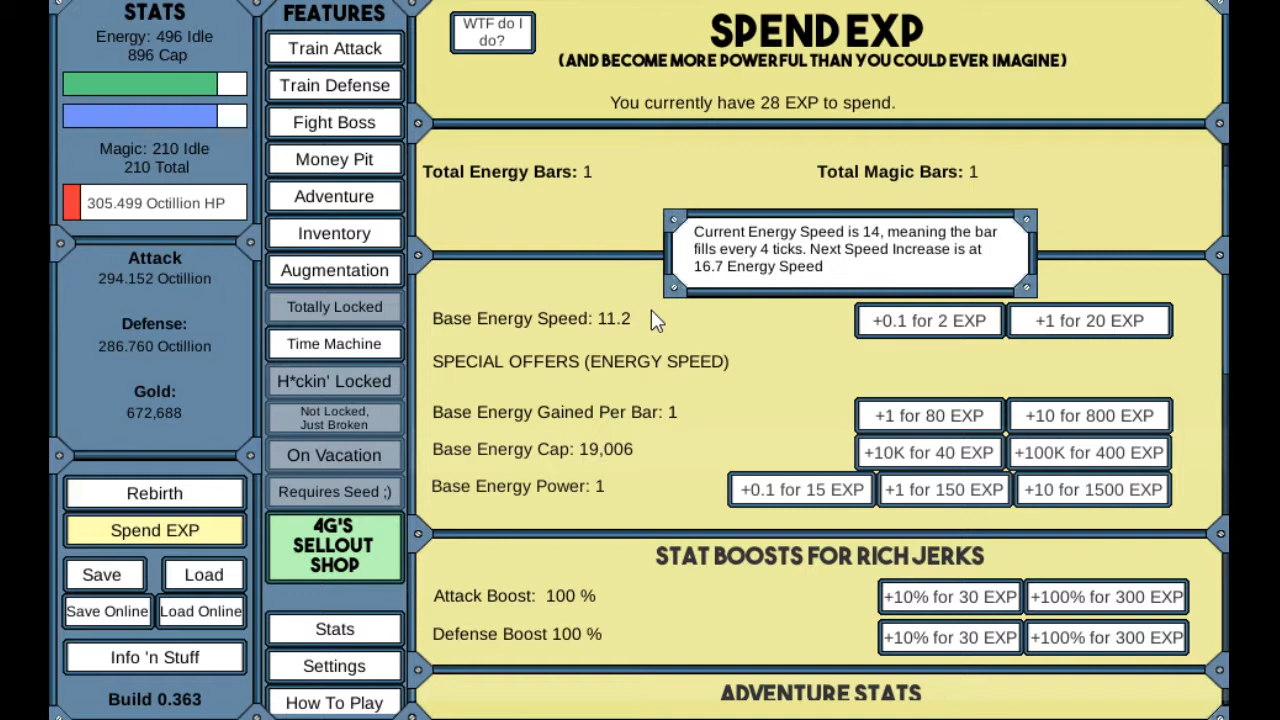 STATS
Energy: 496 Idle
896 Cap
Magic: 210 Idle
210 Total
305.499 Octillion HP
Attack
294.152 Octillion
Defense:
286.760 Octillion
Gold:
672,688
Rebirth
Spend EXP
Save
Load
Save Online
Load Online
Info 'n Stuff
Build 0.363
FEATURES
Train Attack
Train Defense
Fight Boss
Money Pit
Adventure
Inventory
Augmentation
Totally Locked
Time Machine
H*ckin' Locked
Not Locked,
Just Broken
On Vacation
Requires Seed ;)
4G'S
SELLOUT
SHOP
Stats
Settings
How To Play
WTF do I
do?
SPEND EXP
(AND BECOME MORE POWERFUL THAN YOU COULD EVER IMAGINE)
You currently have 28 EXP to spend.
Total Energy Bars: 1
Total Magic Bars: 1
Current Energy Speed is 14, meaning the bar
fills every 4 ticks. Next Speed Increase is at
16.7 Energy Speed
Base Energy Speed: 11.2
+0.1 for 2 EXP
+1 for 20 EXP
SPECIAL OFFERS (ENERGY SPEED)
Base Energy Gained Per Bar: 1
+1 for 80 EXP
+10 for 800 EXP
Base Energy Cap: 19,006
+10K for 40 EXP
+100K for 400 EXP
Base Energy Power: 1
+0.1 for 15 EXP
+1 for 150 EXP
+10 for 1500 EXP
STAT BOOSTS FOR RICH JERKS
Attack Boost: 100 %
+10% for 30 EXP
+100% for 300 EXP
Defense Boost 100 %
+10% for 30 EXP
+100% for 300 EXP
ADVENTURE STATS